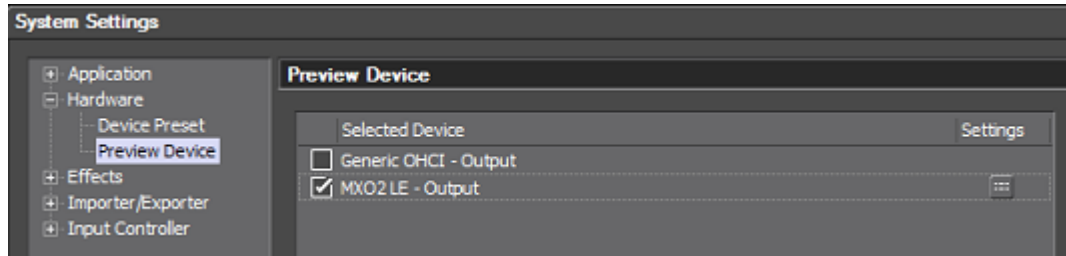 System Settings
Application
Hardware
Device Preset
Preview Device
Effects
Importer/Exporter
Input Controller
Preview Device
Selected Device Settings
Generic OHCI - Output
MXO2 LE - Output